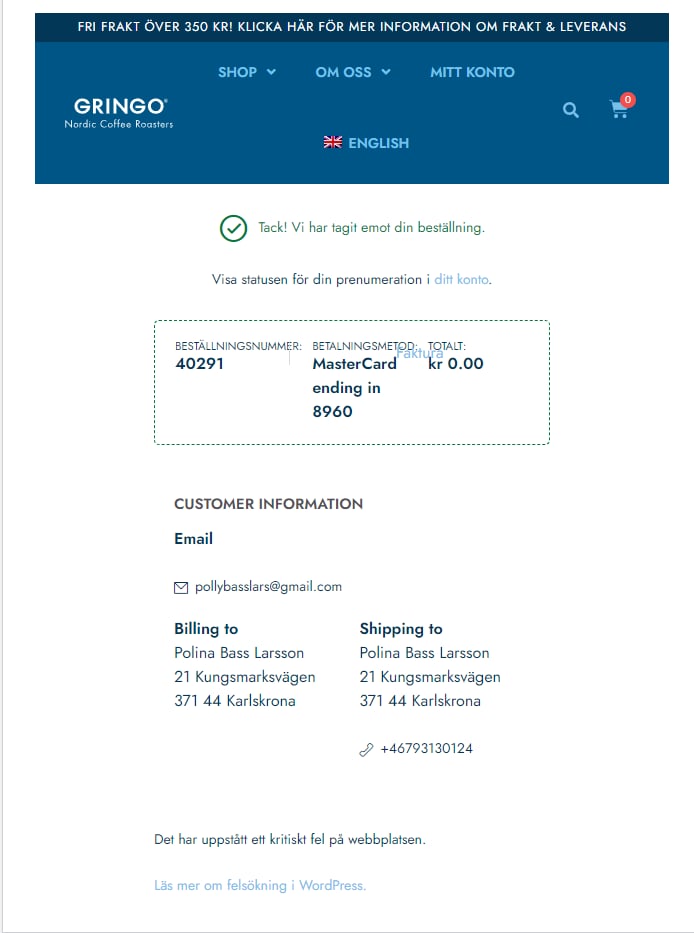 FRI FRAKT ÖVER 350 KR! KLICKA HÄR FÖR MER INFORMATION OM FRAKT & LEVERANS
SHOP OM OSS MITT KONTO
GRINGO®
Nordic Coffee Roasters
0
ENGLISH
Tack! Vi har tagit emot din beställning.
Visa statusen för din prenumeration i ditt konto.
BESTÄLLNINGSNUMMER: BETALNINGSMETOD: TOTALT:
Faktura
40291 MasterCard kr 0.00
ending in
8960
CUSTOMER INFORMATION
Email
pollybasslars@gmail.com
Billing to Shipping to
Polina Bass Larsson Polina Bass Larsson
21 Kungsmarksvägen 21 Kungsmarksvägen
371 44 Karlskrona 371 44 Karlskrona
+46793130124
Det har uppstått ett kritiskt fel på webbplatsen.
Läs mer om felsökning i WordPress.